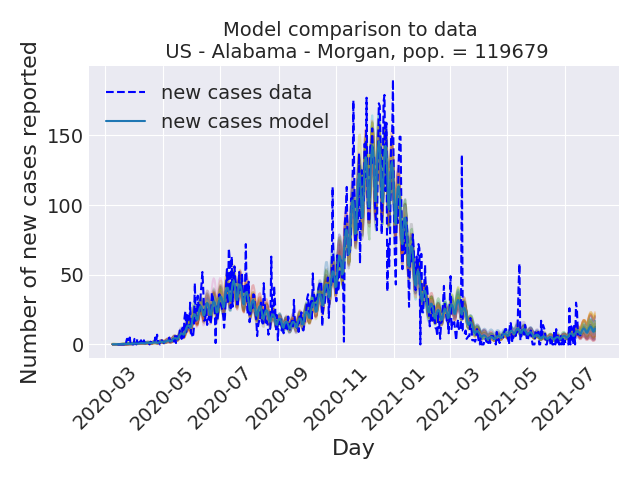 Model comparison to data
US - Alabama - Morgan, pop. = 119679
Number of new cases reported
new cases data
new cases model
150
100
50
0
2020-03
2020-05
2020-07
2020-09
2020-11
2021-01
2021-03
2021-05
2021-07
Day